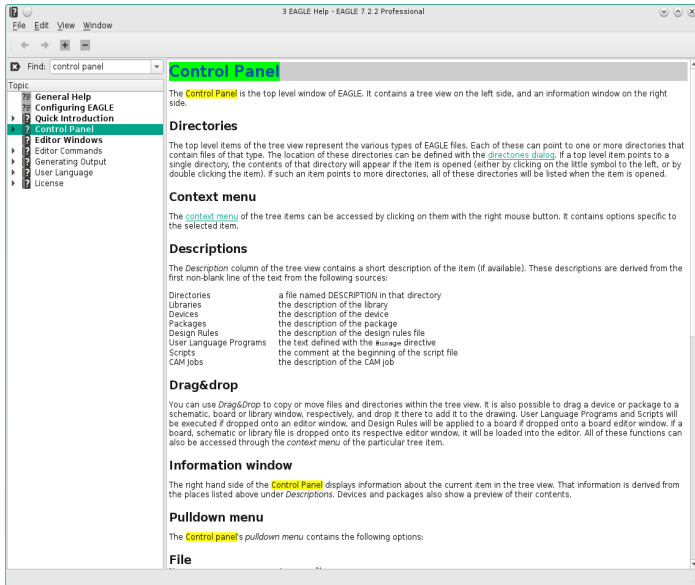 3 EAGLE Help - EAGLE 7.2.2 Professional
File Edit View Window
Find: control panel
Topic
General Help
Configuring EAGLE
Quick Introduction
Control Panel
Editor Windows
Editor Commands
Generating Output
User Language
License
Control Panel
The Control Panel is the top level window of EAGLE. It contains a tree view on the left side, and an information window on the right
side.
Directories
The top level items of the tree view represent the various types of EAGLE files. Each of these can point to one or more directories that
contain files of that type. The location of these directories can be defined with the directories dialog. If a top level item points to a
single directory, the contents of that directory will appear if the item is opened (either by clicking on the little symbol to the left, or by
double clicking the item). If such an item points to more directories, all of these directories will be listed when the item is opened.
Context menu
The context menu of the tree items can be accessed by clicking on them with the right mouse button. It contains options specific to
the selected item.
Descriptions
The Description column of the tree view contains a short description of the item (if available). These descriptions are derived from the
first non-blank line of the text from the following sources:
Directories a file named DESCRIPTION in that directory
Libraries the description of the library
Devices the description of the device
Packages the description of the package
Design Rules the description of the design rules file
User Language Programs the text defined with the #usage directive
Scripts the comment at the beginning of the script file
CAM Jobs the description of the CAM job
Drag&drop
You can use Drag&Drop to copy or move files and directories within the tree view. It is also possible to drag a device or package to a
schematic, board or library window, respectively, and drop it there to add it to the drawing. User Language Programs and Scripts will
be executed if dropped onto an editor window, and Design Rules will be applied to a board if dropped onto a board editor window. If a
board, schematic or library file is dropped onto its respective editor window, it will be loaded into the editor. All of these functions can
also be accessed through the context menu of the particular tree item.
Information window
The right hand side of the Control Panel displays information about the current item in the tree view. That information is derived from
the places listed above under Descriptions. Devices and packages also show a preview of their contents.
Pulldown menu
The Control panel's pulldown menu contains the following options:
File